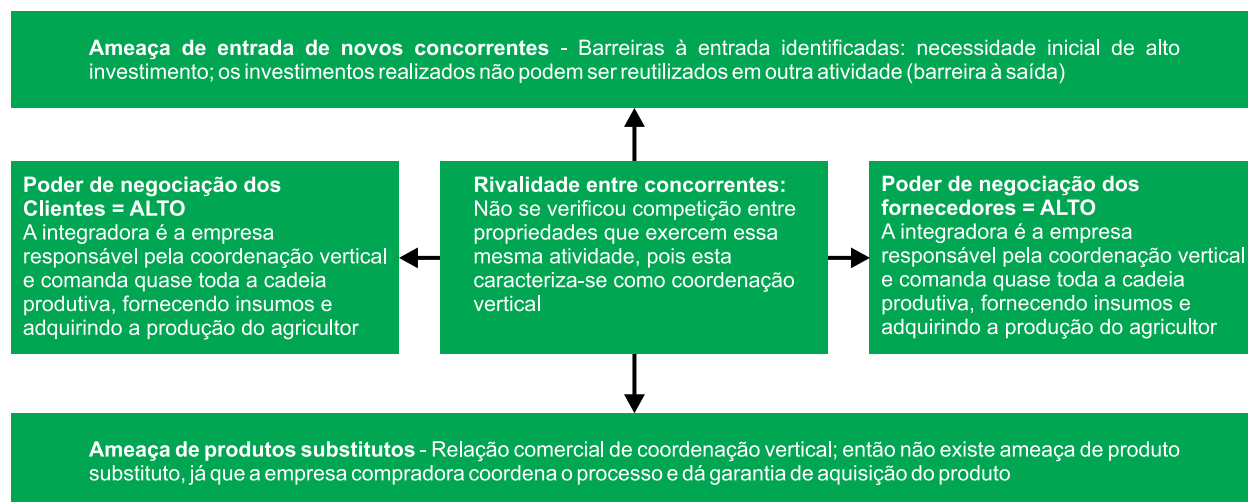 Ameaça de entrada de novos concorrentes - Barreiras à entrada identificadas: necessidade inicial de alto
investimento; os investimentos realizados não podem ser reutilizados em outra atividade (barreira à saída)
Poder de negociação dos
Clientes = ALTO
A integradora é a empresa
responsável pela coordenação vertical
e comanda quase toda a cadeia
produtiva, fornecendo insumos e
adquirindo a produção do agricultor
Rivalidade entre concorrentes:
Não se verificou competição entre
propriedades que exercem essa
mesma atividade, pois esta
caracteriza-se como coordenação
vertical
Poder de negociação dos
fornecedores = ALTO
A integradora é a empresa
responsável pela coordenação vertical
e comanda quase toda a cadeia
produtiva, fornecendo insumos e
adquirindo a produção do agricultor
Ameaça de produtos substitutos - Relação comercial de coordenação vertical; então não existe ameaça de produto
substituto, já que a empresa compradora coordena o processo e dá garantia de aquisição do produto